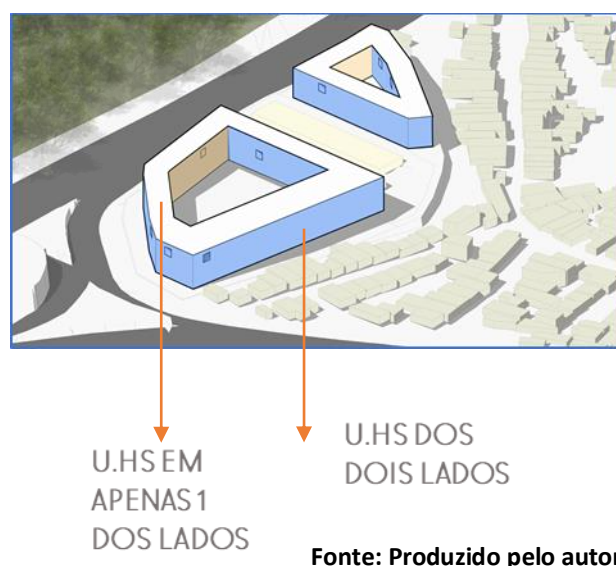 U.HS EM
APENAS 1
DOS LADOS
U.HS DOS
DOIS LADOS
Fonte: Produzido pelo autor